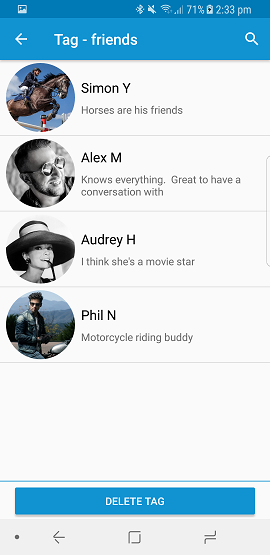 71% 2:33 pm
Tag - friends
Simon Y
Horses are his friends
Alex M
Knows everything.  Great to have a
conversation with
Audrey H
I think she's a movie star
Phil N
Motorcycle riding buddy
DELETE TAG